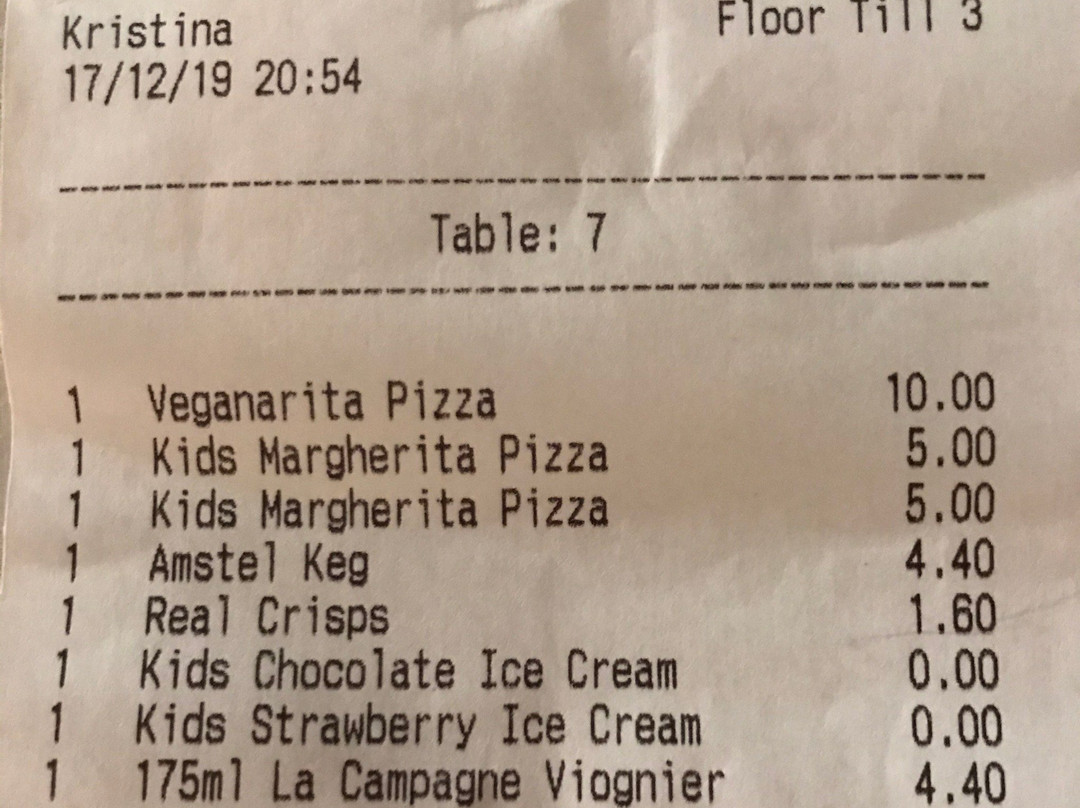 Kristina Floor Till 3
17/12/19 20:54
Table: 7
1 Veganarita Pizza 10.00
1 Kids Margherita Pizza 5.00
1 Kids Margherita Pizza 5.00
1 Amstel Keg 4.40
1 Real Crisps 1.60
1 Kids Chocolate Ice Cream 0.00
1 Kids Strawberry Ice Cream 0.00
1 175ml La Campagne Viognier 4.40